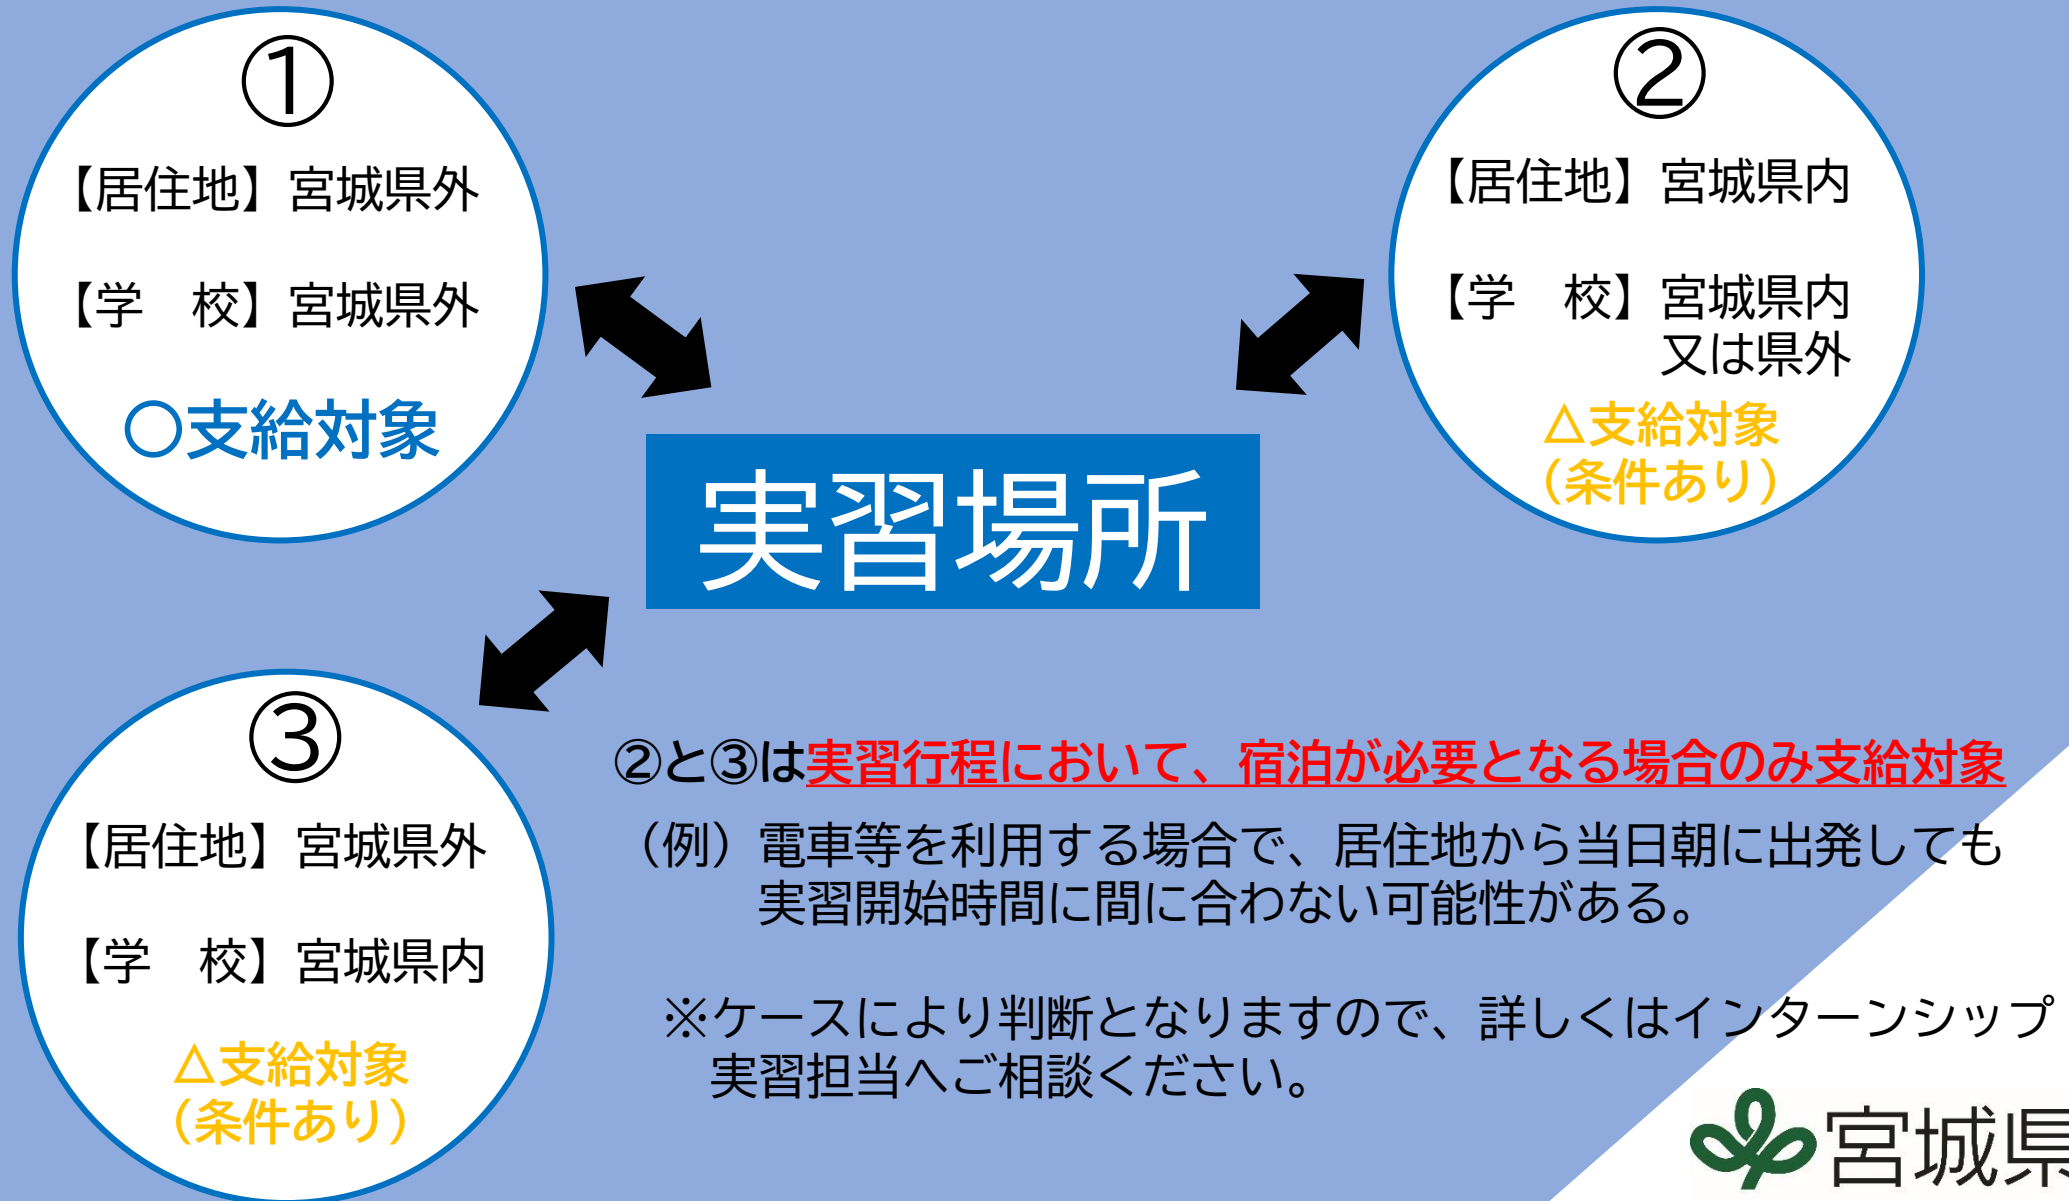 ①
【居住地】宮城県外
【学　校】宮城県外
〇支給対象
②
【居住地】宮城県内
【学　校】宮城県内
又は県外
△支給対象
（条件あり）
実習場所
③
【居住地】宮城県外
【学　校】宮城県内
△支給対象
（条件あり）
②と③は実習行程において、宿泊が必要となる場合のみ支給対象
（例）電車等を利用する場合で、居住地から当日朝に出発しても
実習開始時間に間に合わない可能性がある。
※ケースにより判断となりますので、詳しくはインターンシップ
実習担当へご相談ください。
宮城県